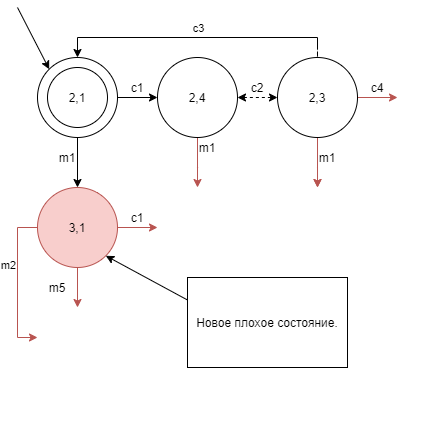 c3
2,1
c1
2,4
c2
2,3
c4
m1
m1
m1
3,1
c1
m2
m5
Новое плохое состояние.